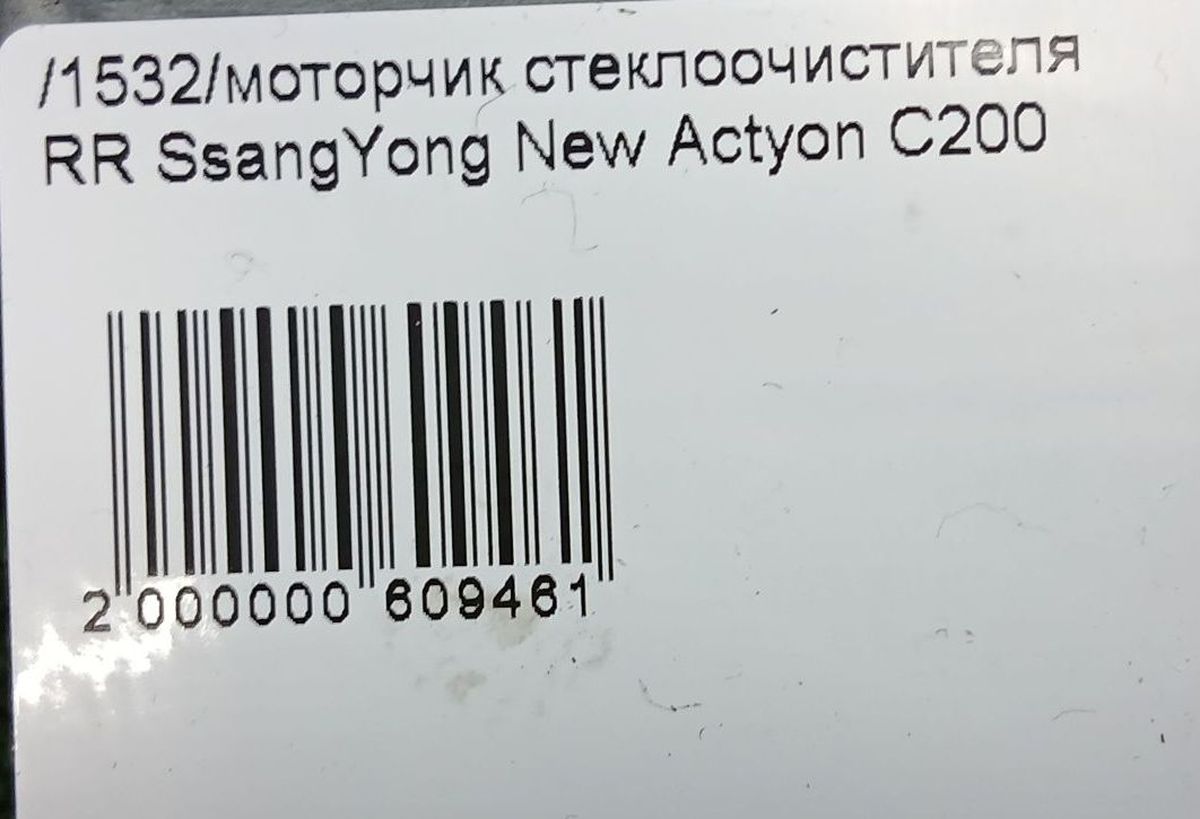 /1532/моторчик стеклоочистителя
RR SsangYong New Actyon C200
2 000000 609461